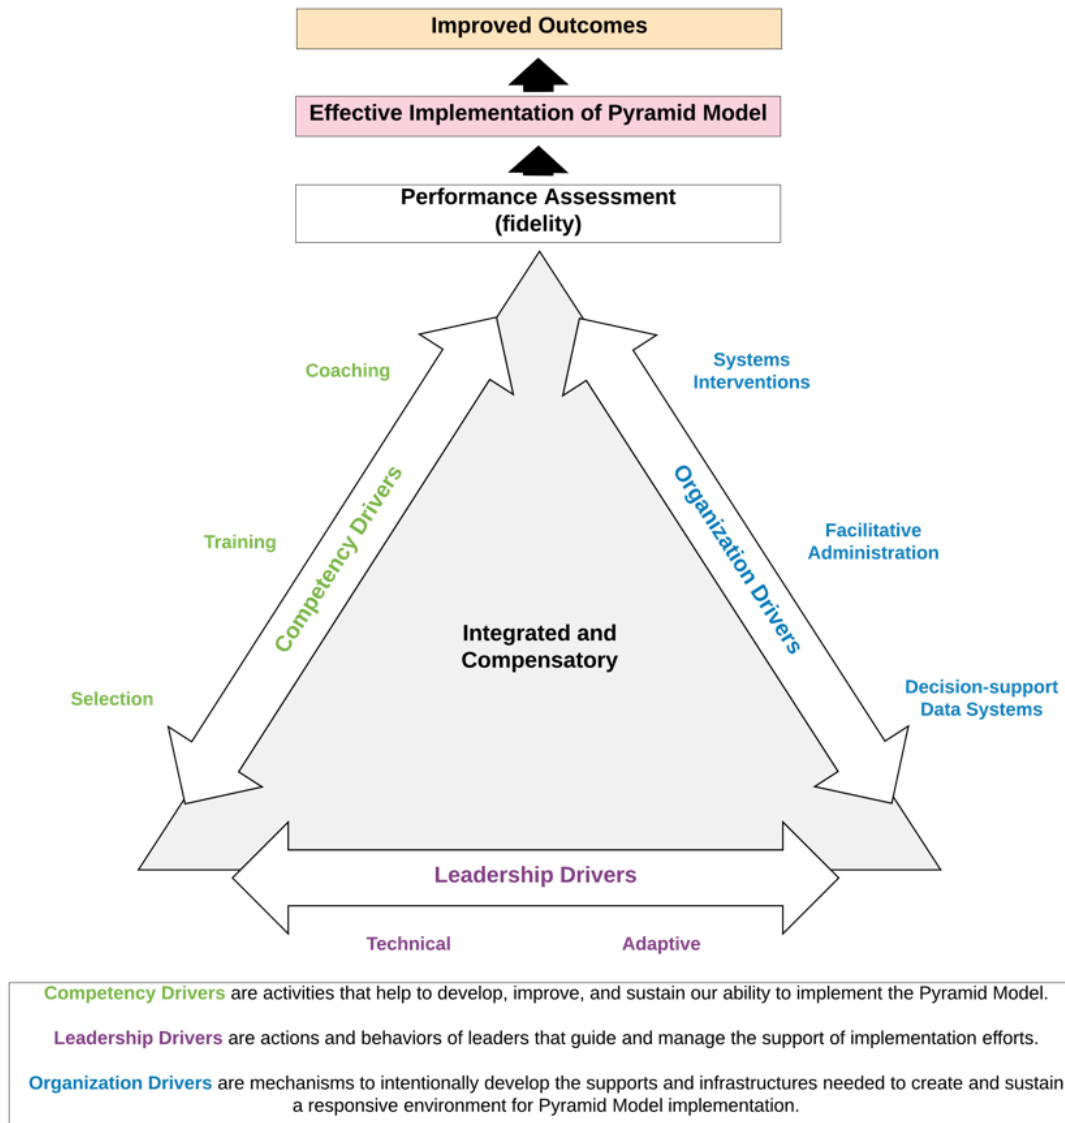 Improved Outcomes
Effective Implementation of Pyramid Model
Performance Assessment
(fidelity)
Coaching
Training
Selection
Competency Drivers
Systems
Interventions
Facilitative
Administration
Decision-support
Data Systems
Organization Drivers
Integrated and
Compensatory
Leadership Drivers
Technical
Adaptive
Competency Drivers are activities that help to develop, improve, and sustain our ability to implement the Pyramid Model.
Leadership Drivers are actions and behaviors of leaders that guide and manage the support of implementation efforts.
Organization Drivers are mechanisms to intentionally develop the supports and infrastructures needed to create and sustain
a responsive environment for Pyramid Model implementation.